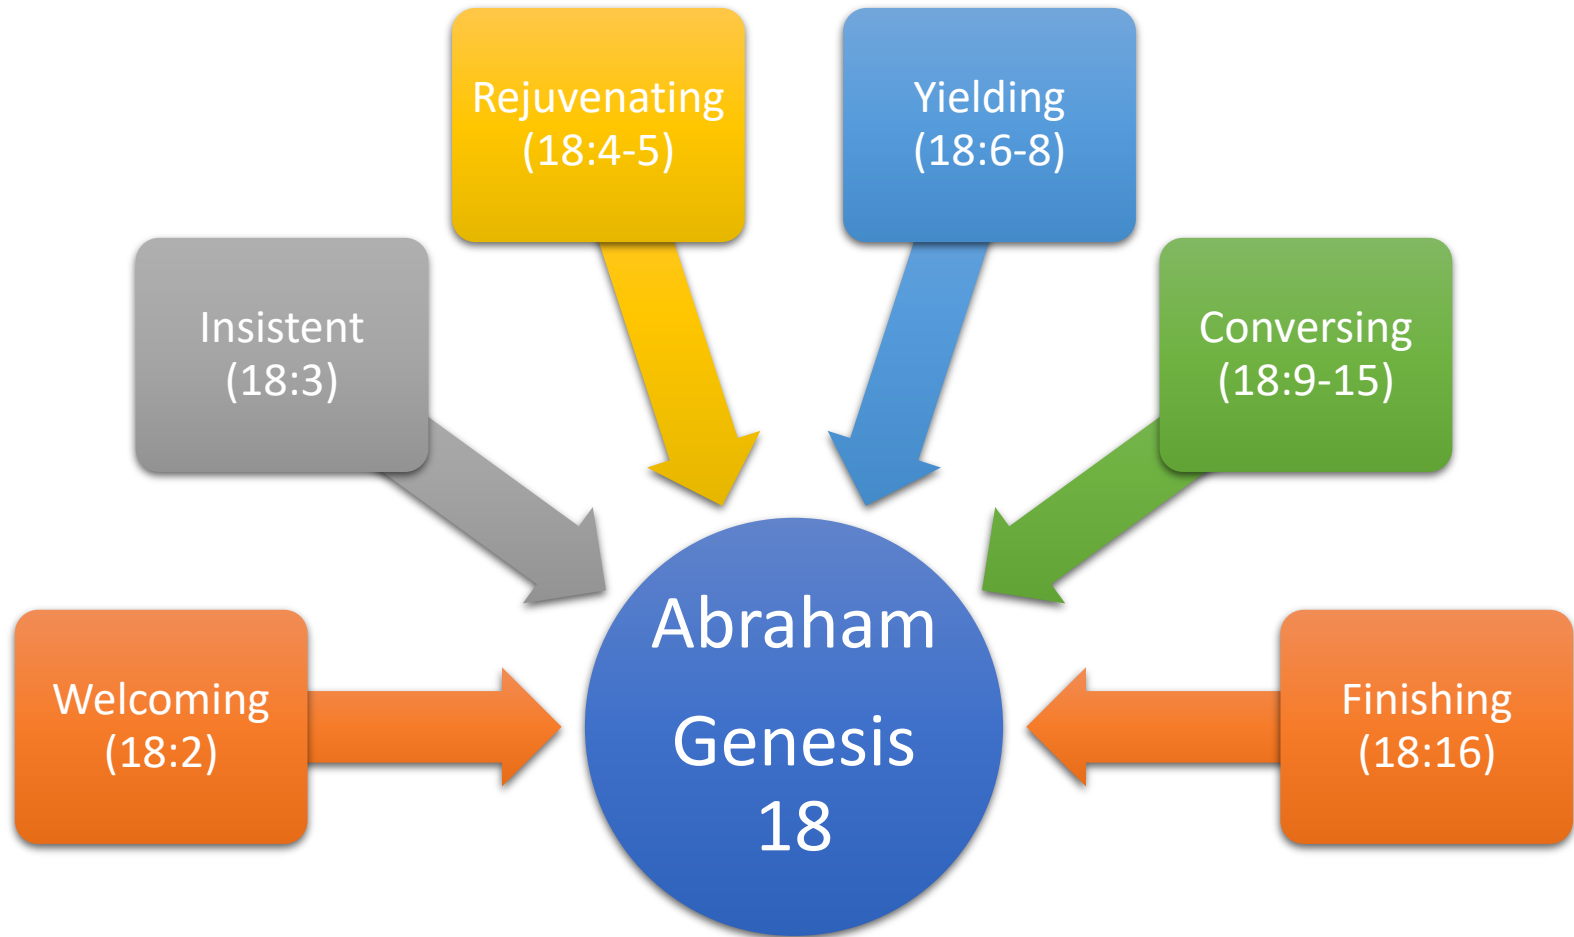 Welcoming
(18:2)
Insistent
(18:3)
Rejuvenating
(18:4-5)
Yielding
(18:6-8)
Conversing
(18:9-15)
Finishing
(18:16)
Abraham
Genesis
18